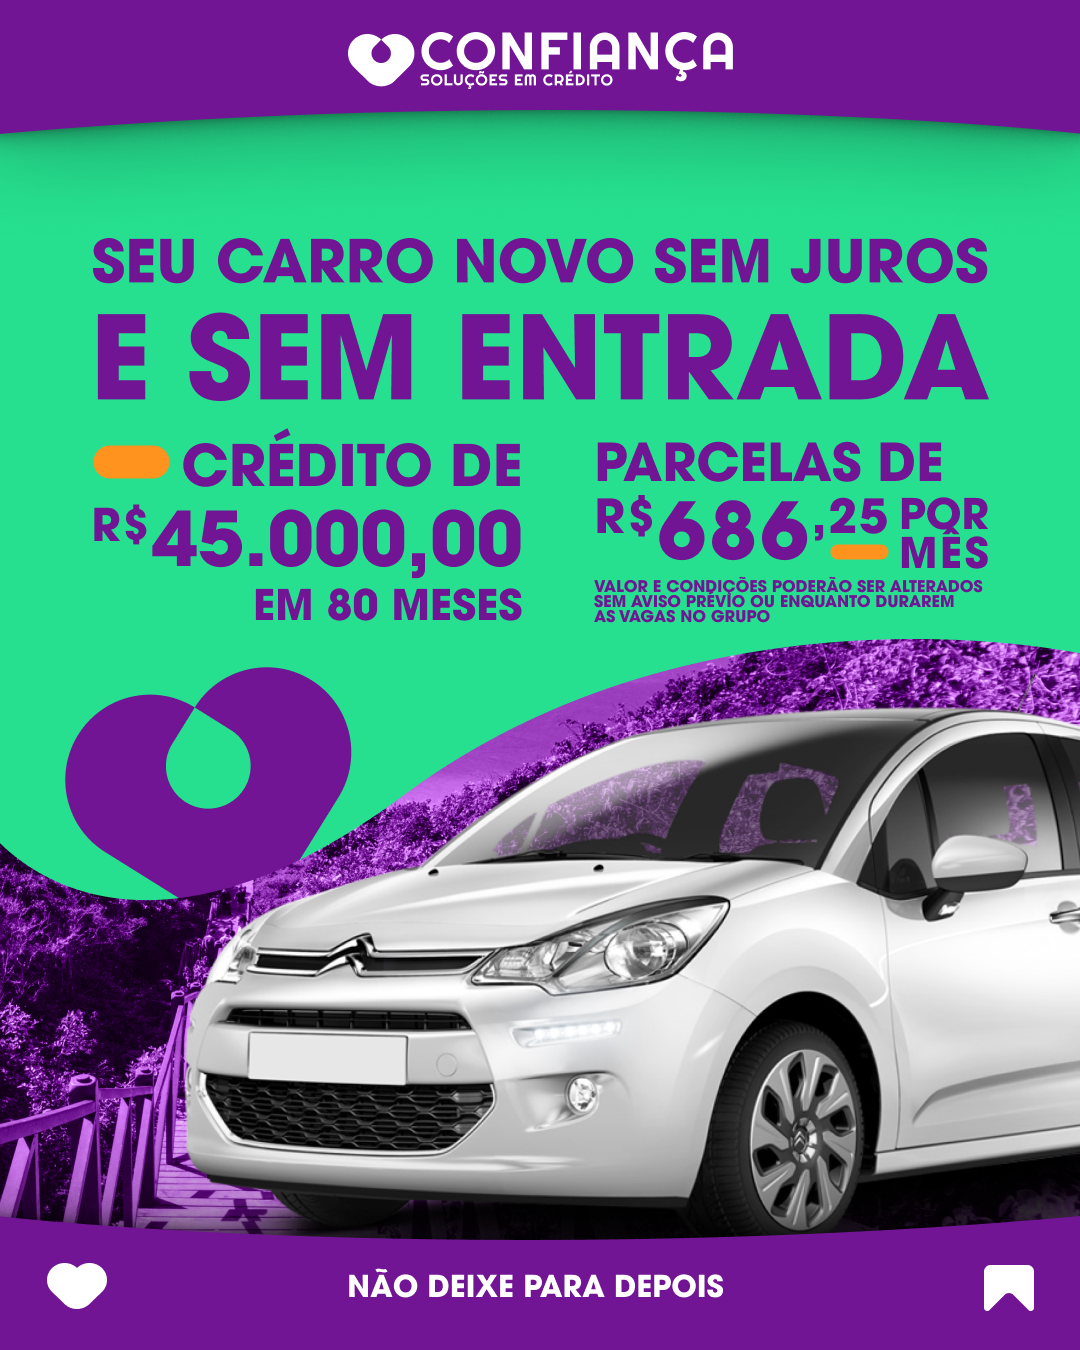 CONFIANÇA
SOLUÇÕES EM CRÉDITO
SEU CARRO NOVO SEM JUROS
E SEM ENTRADA
CRÉDITO DE
R$45.000,00
EM 80 MESES
PARCELAS DE
R$686,25 POR
MÊS
VALOR E CONDIÇÕES PODERÃO SER ALTERADOS
SEM AVISO PRÉVIO OU ENQUANTO DURAREM
AS VAGAS NO GRUPO
NÃO DEIXE PARA DEPOIS